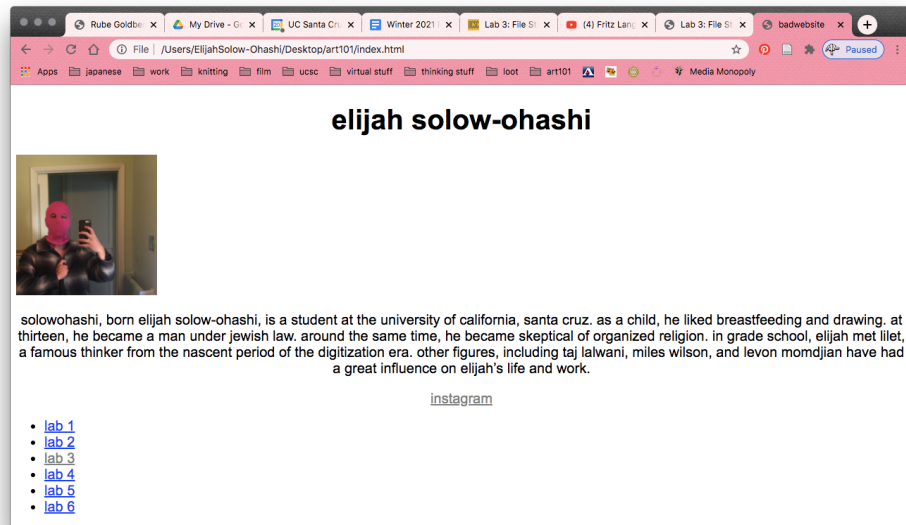 Rube Goldbe
My Drive - G
UC Santa Cru
Winter 2021
Lab 3: File S
(4) Fritz Lang
Lab 3: File S
badwebsite
File | /Users/ElijahSolow-Ohashi/Desktop/art101/index.html
Paused
Apps japanese work knitting film ucsc virtual stuff thinking stuff loot art101 Media Monopoly
elijah solow-ohashi
solowohashi, born elijah solow-ohashi, is a student at the university of california, santa cruz. as a child, he liked breastfeeding and drawing. at
thirteen, he became a man under jewish law. around the same time, he became skeptical of organized religion. in grade school, elijah met lilet,
a famous thinker from the nascent period of the digitization era. other figures, including taj lalwani, miles wilson, and levon momdjian have had
a great influence on elijah's life and work.
instagram
lab 1
lab 2
lab 3
lab 4
lab 5
lab 6